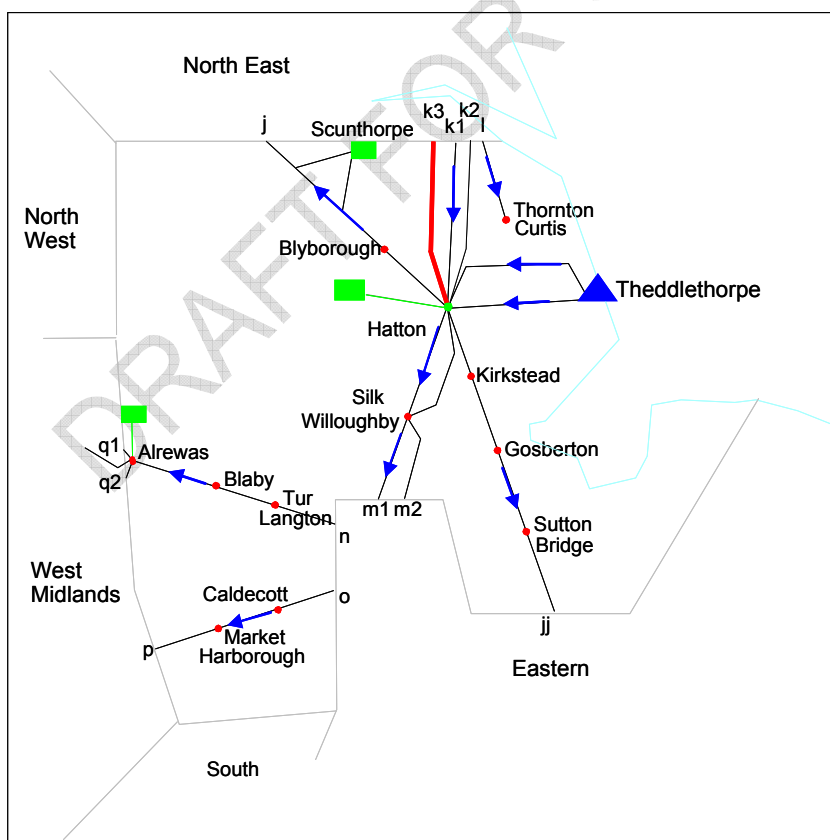 North East
DRAFT FOR
k3
k2
j
k1
l
Scunthorpe
North
West
Thornton
Curtis
Blyborough
Theddlethorpe
Hatton
Kirkstead
Silk
Willoughby
q1
Alrewas
Gosberton
q2
Blaby
Tur
Langton
m1
m2
Sutton
Bridge
n
West
Midlands
Caldecott
o
jj
p
Market
Harborough
Eastern
South